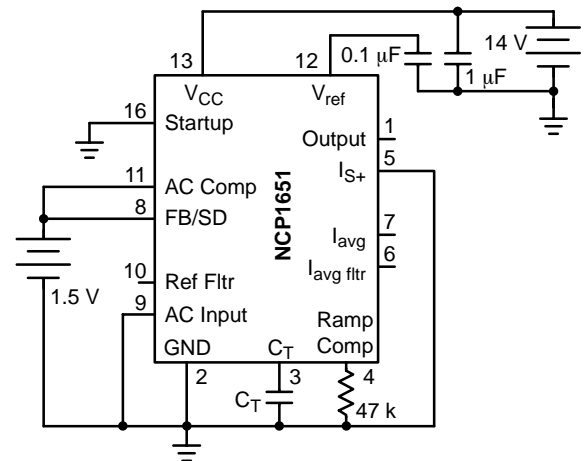 14 V
13
12
0.1 μF
1 μF
VCC
Vref
16
Startup
1
Output
5
IS+
11
AC Comp
8
FB/SD
NCP1651
7
Iavg
6
Iavg fltr
10
Ref Fltr
1.5 V
9
AC Input
Ramp
Comp
GND
CT
2
3
4
CT
47 k